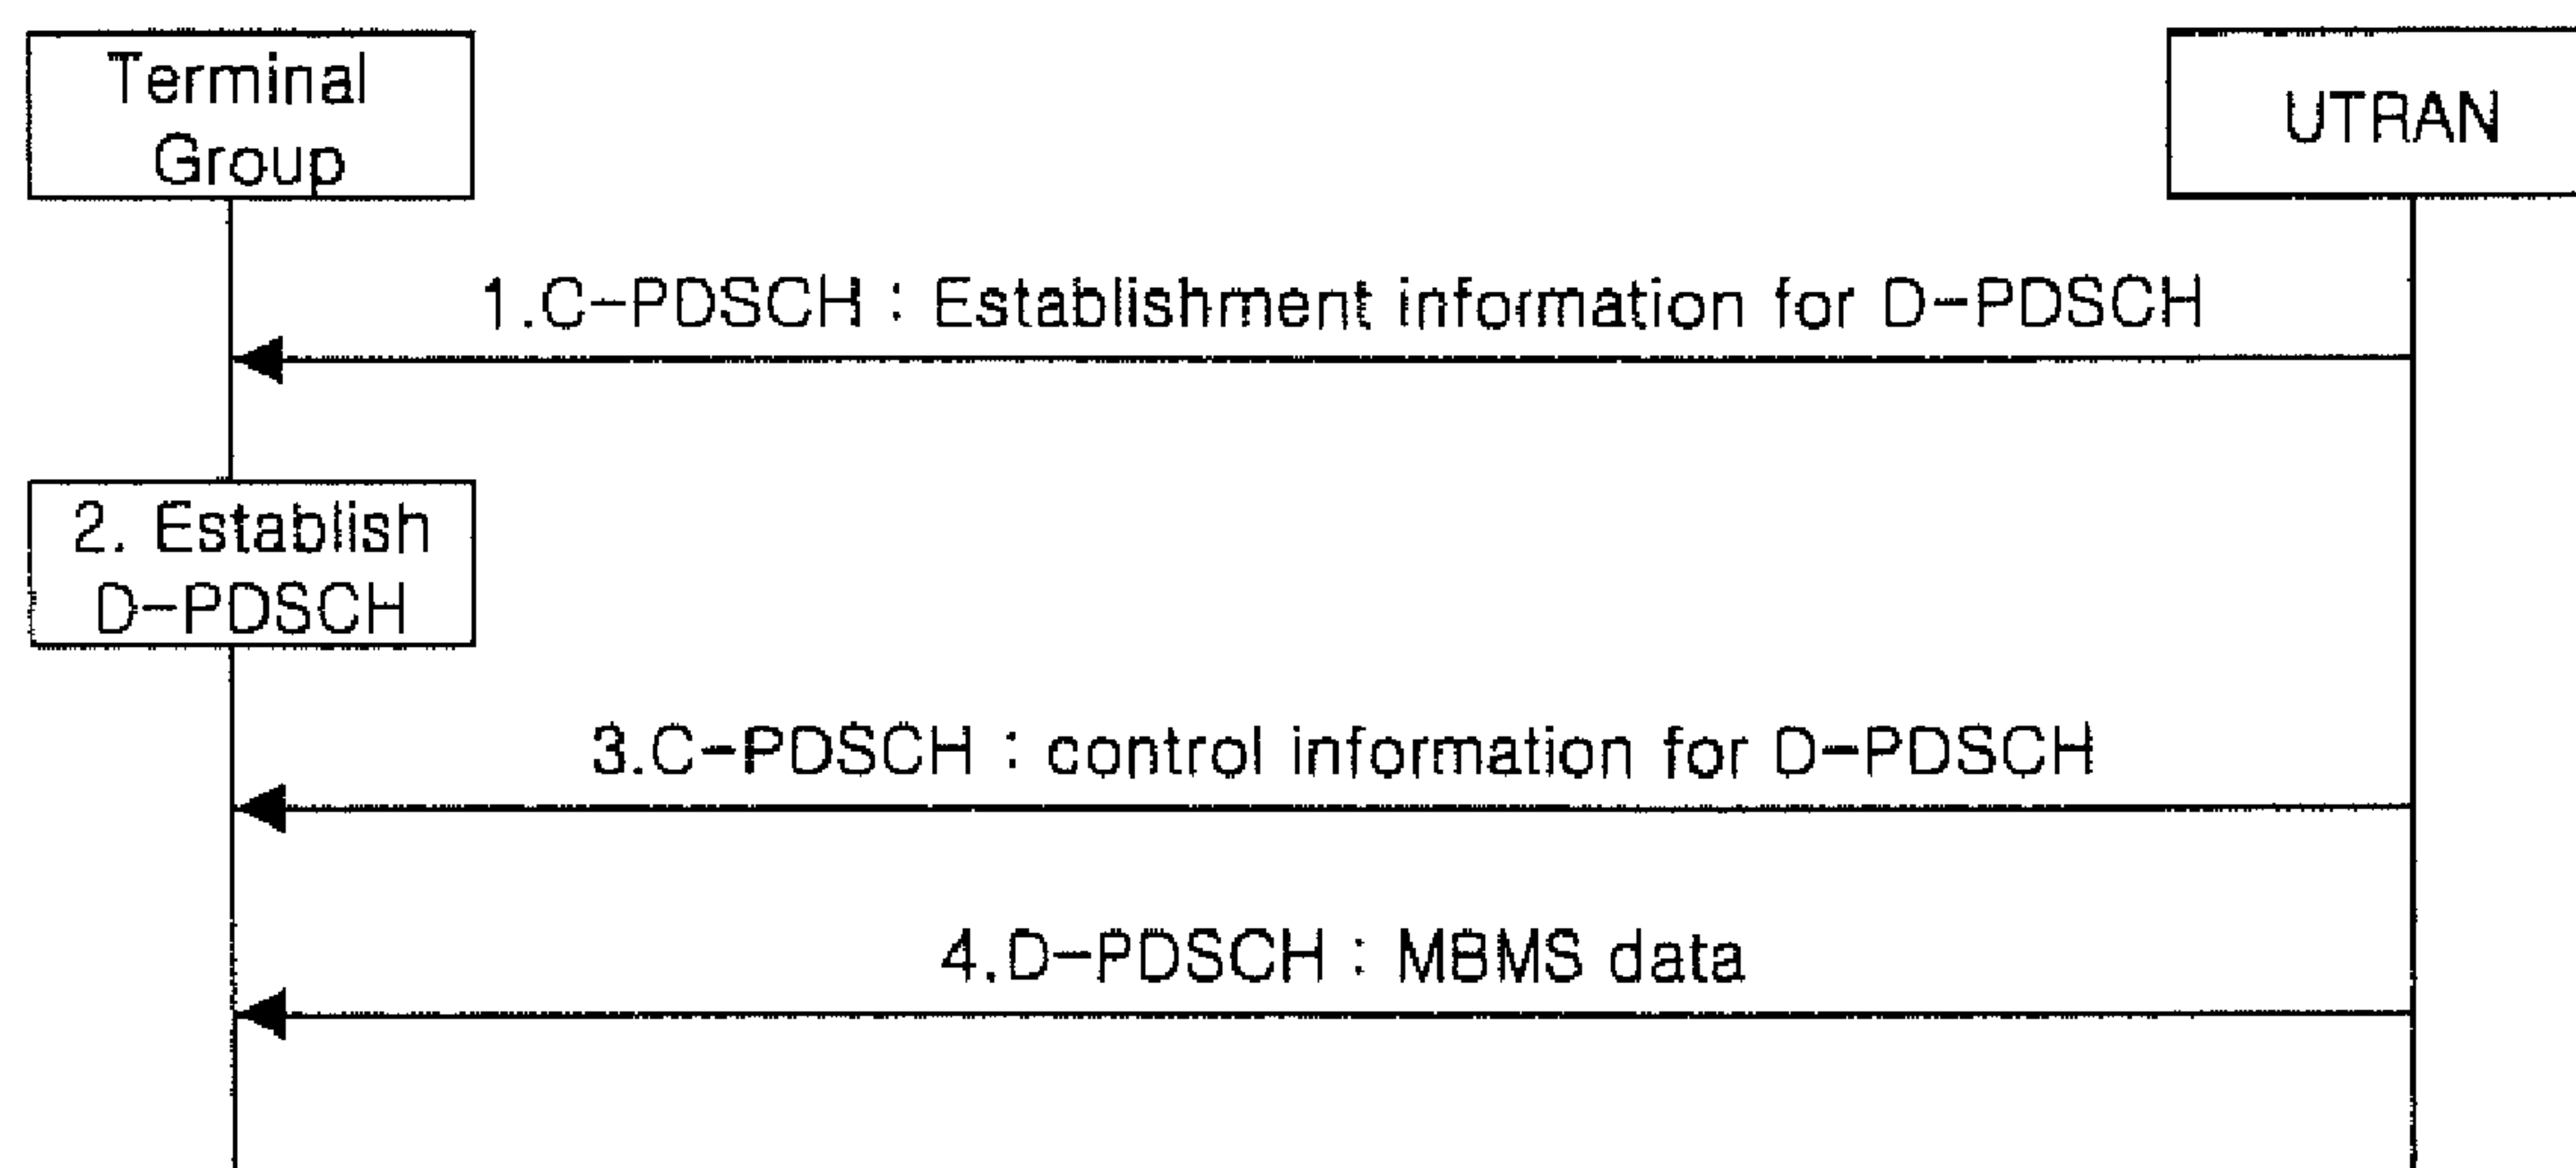 Terminal
Group
UTRAN
1.C-PDSCH : Establishment information for D-PDSCH
2. Establish
D-PDSCH
3.C-PDSCH : control information for D-PDSCH
4.D-PDSCH : MBMS data